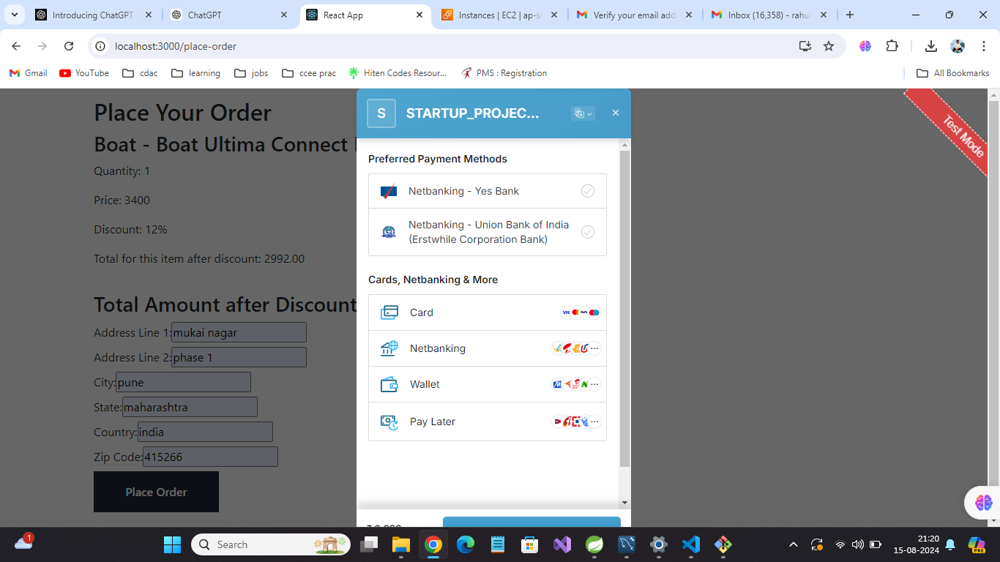 Introducing ChatGPT
ChatGPT
React App
Instances | EC2 | ap-s
Verify your email add
Inbox (16,358) - rahul
localhost:3000/place-order
Gmail
YouTube
cdac
learning
jobs
ccee prac
Hiten Codes Resour...
PMS : Registration
All Bookmarks
Place Your Order
Boat - Boat Ultima Connect
Quantity: 1
Price: 3400
Discount: 12%
Total for this item after discount: 2992.00
Total Amount after Discount
Address Line 1: mukai nagar
Address Line 2: phase 1
City: pune
State: maharashtra
Country: india
Zip Code: 415266
Place Order
S
STARTUP_PROJEC...
Test Mode
Preferred Payment Methods
Netbanking - Yes Bank
Netbanking - Union Bank of India
(Erstwhile Corporation Bank)
Cards, Netbanking & More
Card
VISA
Netbanking
Wallet
Pay Later
1
Search
21:20
15-08-2024
PRE